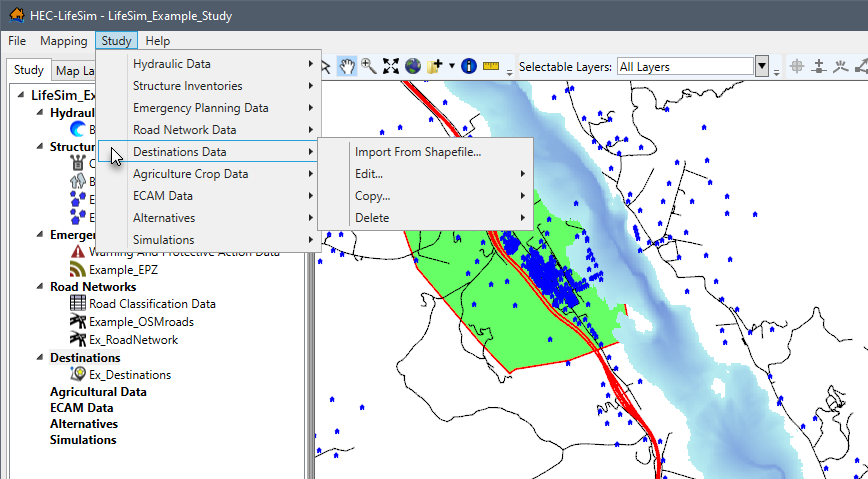 HEC-LifeSim - LifeSim_Example_Study
File Mapping Study Help
Study Map La
Selectable Layers: All Layers
Hydraulic Data
Structure Inventories
Emergency Planning Data
Road Network Data
Destinations Data
Agriculture Crop Data
ECAM Data
Alternatives
Simulations
Import From Shapefile...
Edit...
Copy...
Delete
LifeSim_Ex
Hydraul
B
Structur
C
B
E
E
Emerge
Warning And Protective Action Data
Example_EPZ
Road Networks
Road Classification Data
Example_OSMroads
Ex_RoadNetwork
Destinations
Ex_Destinations
Agricultural Data
ECAM Data
Alternatives
Simulations